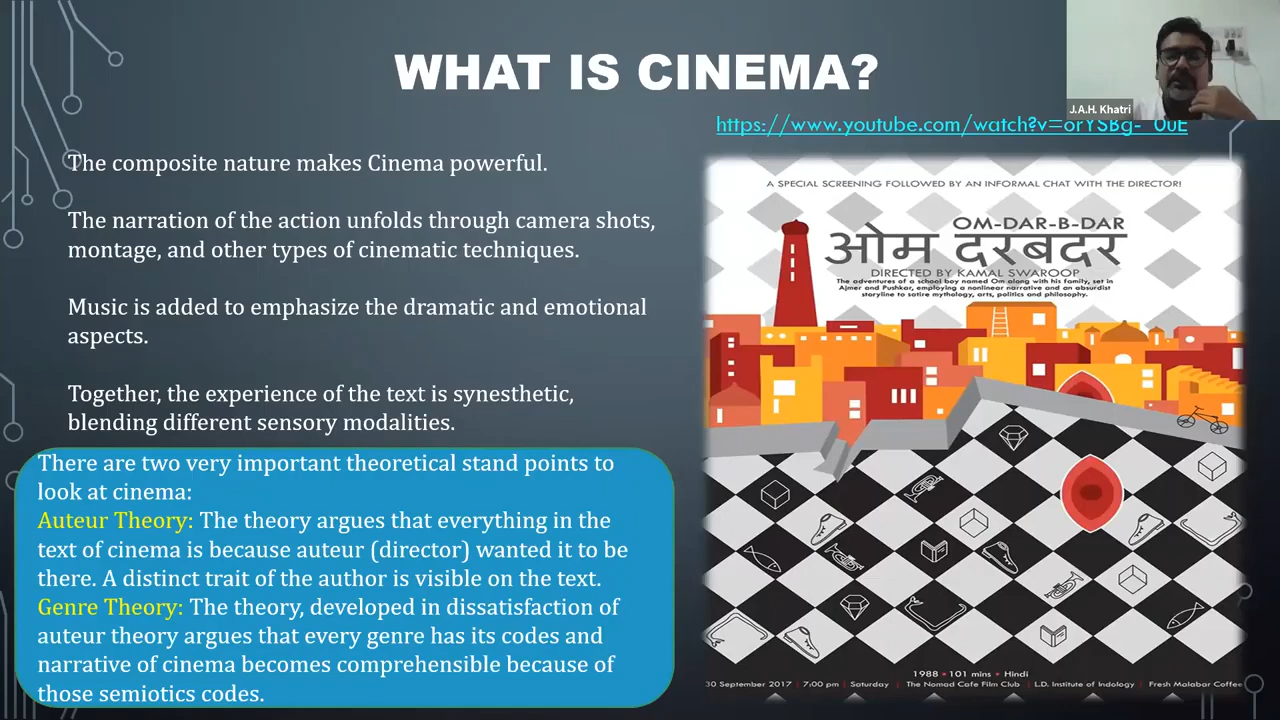 WHAT IS CINEMA?
J.A.H. Khatri
The composite nature makes Cinema powerful.
The narration of the action unfolds through camera shots,
montage, and other types of cinematic techniques.
Music is added to emphasize the dramatic and emotional
aspects.
Together, the experience of the text is synesthetic,
blending different sensory modalities.
There are two very important theoretical stand points to
look at cinema:
Auteur Theory: The theory argues that everything in the
text of cinema is because auteur (director) wanted it to be
there. A distinct trait of the author is visible on the text.
Genre Theory: The theory, developed in dissatisfaction of
auteur theory argues that every genre has its codes and
narrative of cinema becomes comprehensible because of
those semiotics codes.
A SPECIAL SCREENING FOLLOWED BY AN INFORMAL CHAT WITH THE DIRECTOR!
OM-DAR-B-DAR
ओम दरबदर
DIRECTED BY KAMAL SWAROOP
The adventures of a school boy named Om along with his family, set in
Ajmer and Pushkar, employing a nonlinear narrative and an absurdist
storyline to satire mythology, arts, politics and philosophy.
1988 • 101 mins • Hindi
30 September 2017 | 7:00 pm | Saturday | The Nomad Cafe Film Club | L.D. Institute of Indology | Fresh Malabar Coffee